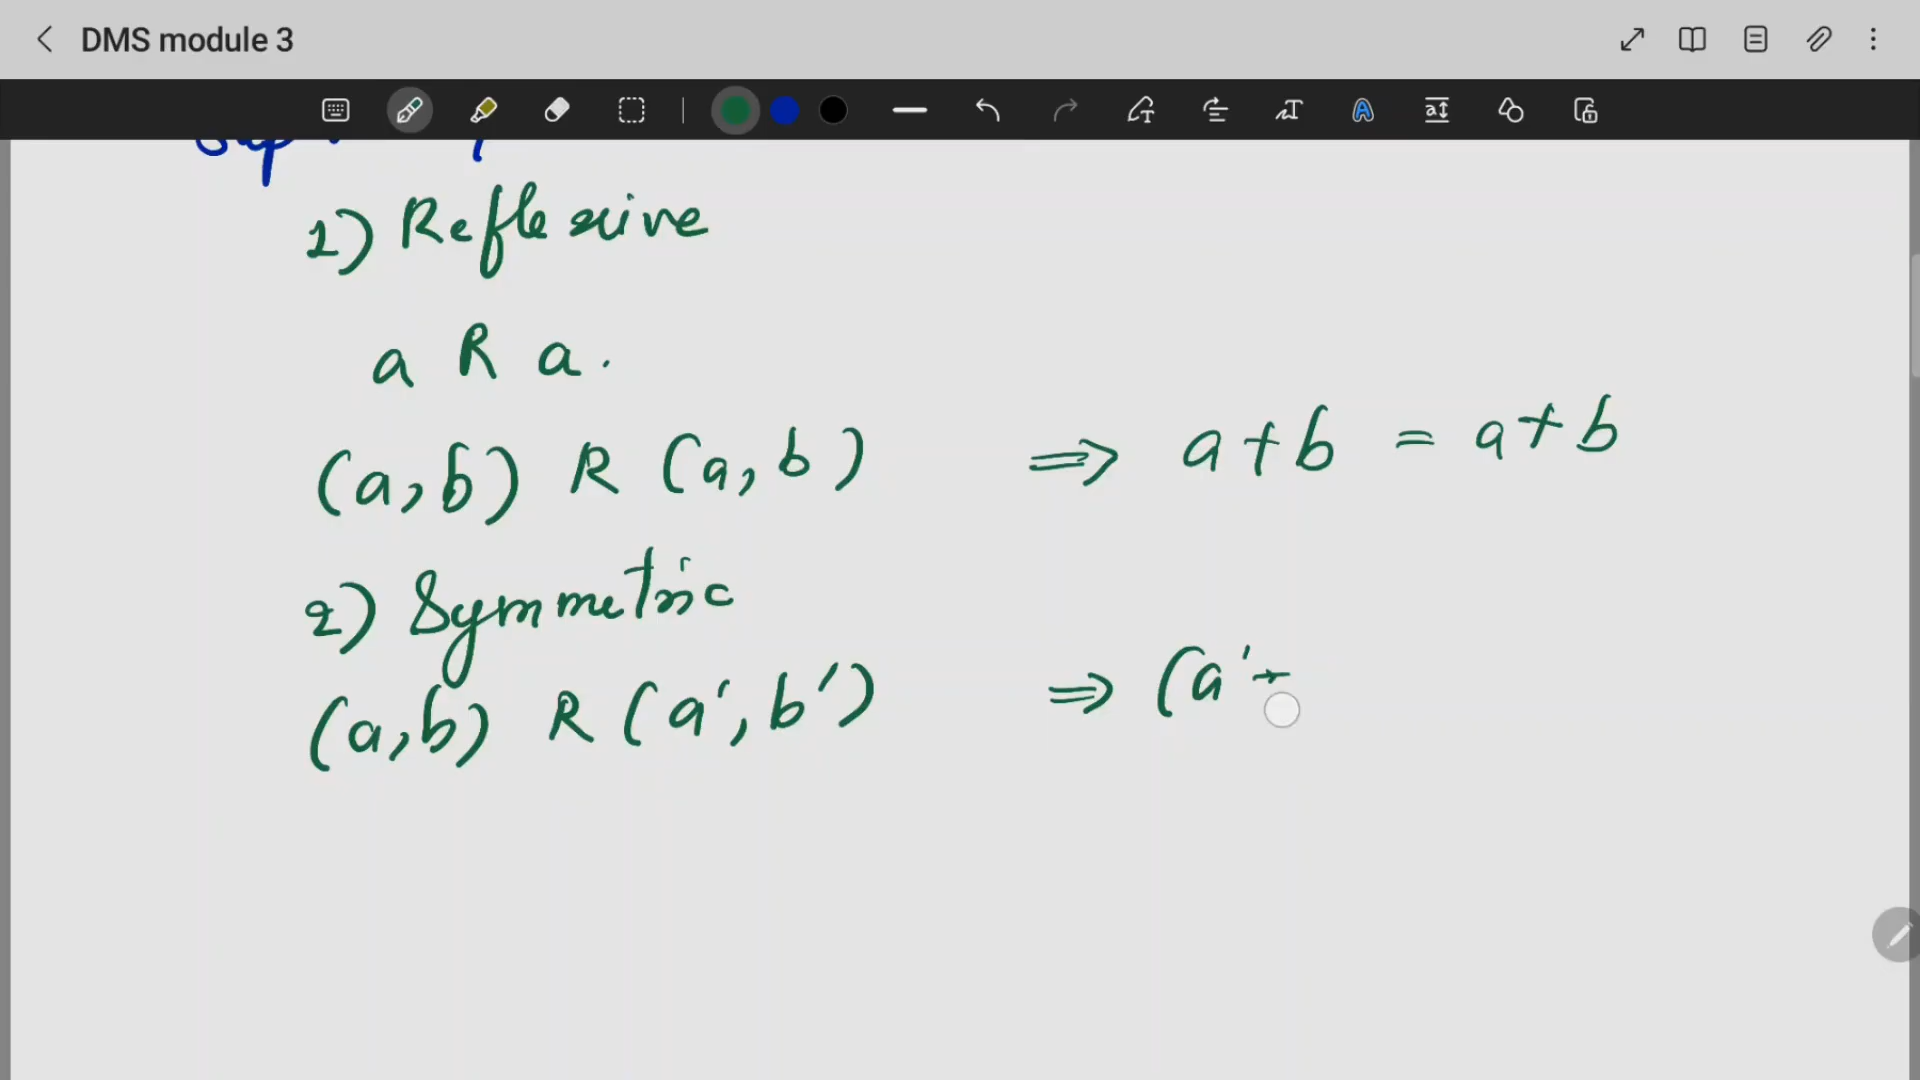 DMS module 3
1) Reflexive
a R a.
(a,b) R (a,b) ⇒ a+b = a+b
2) Symmetric
(a,b) R (a′,b′) ⇒ (a′+